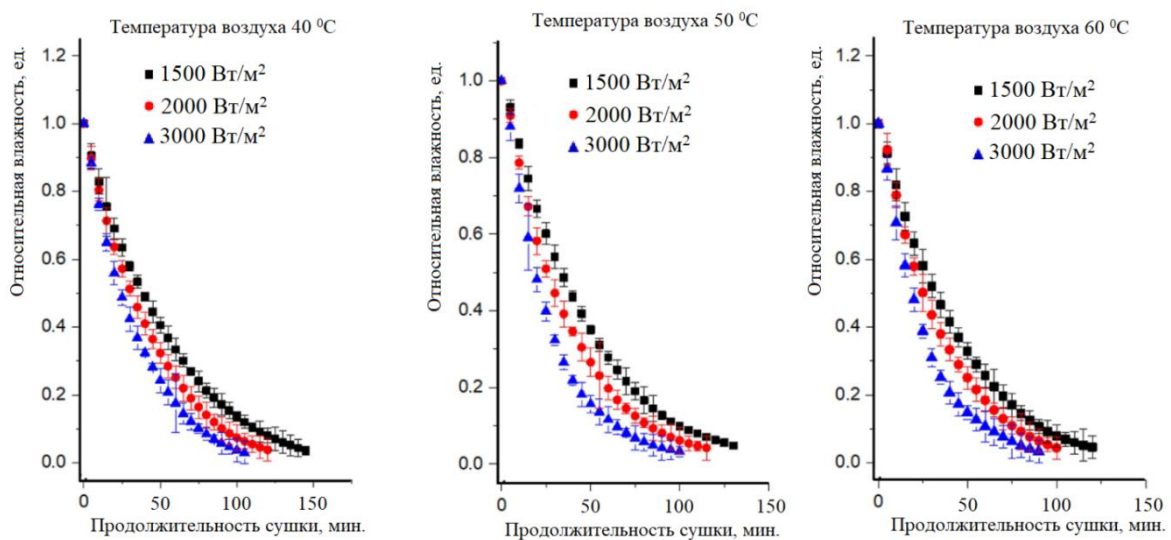 Температура воздуха 40 ⁰C
1.2
1.0
0.8
0.6
0.4
0.2
0.0
Относительная влажность, ед.
1500 Вт/м²
2000 Вт/м²
3000 Вт/м²
0
50
100
150
Продолжительность сушки, мин.
Температура воздуха 50 ⁰C
1.0
0.8
0.6
0.4
0.2
0.0
Относительная влажность, ед.
1500 Вт/м²
2000 Вт/м²
3000 Вт/м²
0
50
100
150
Продолжительность сушки, мин.
Температура воздуха 60 ⁰C
1.2
1.0
0.8
0.6
0.4
0.2
0.0
Относительная влажность, ед.
1500 Вт/м²
2000 Вт/м²
3000 Вт/м²
0
50
100
150
Продолжительность сушки, мин.